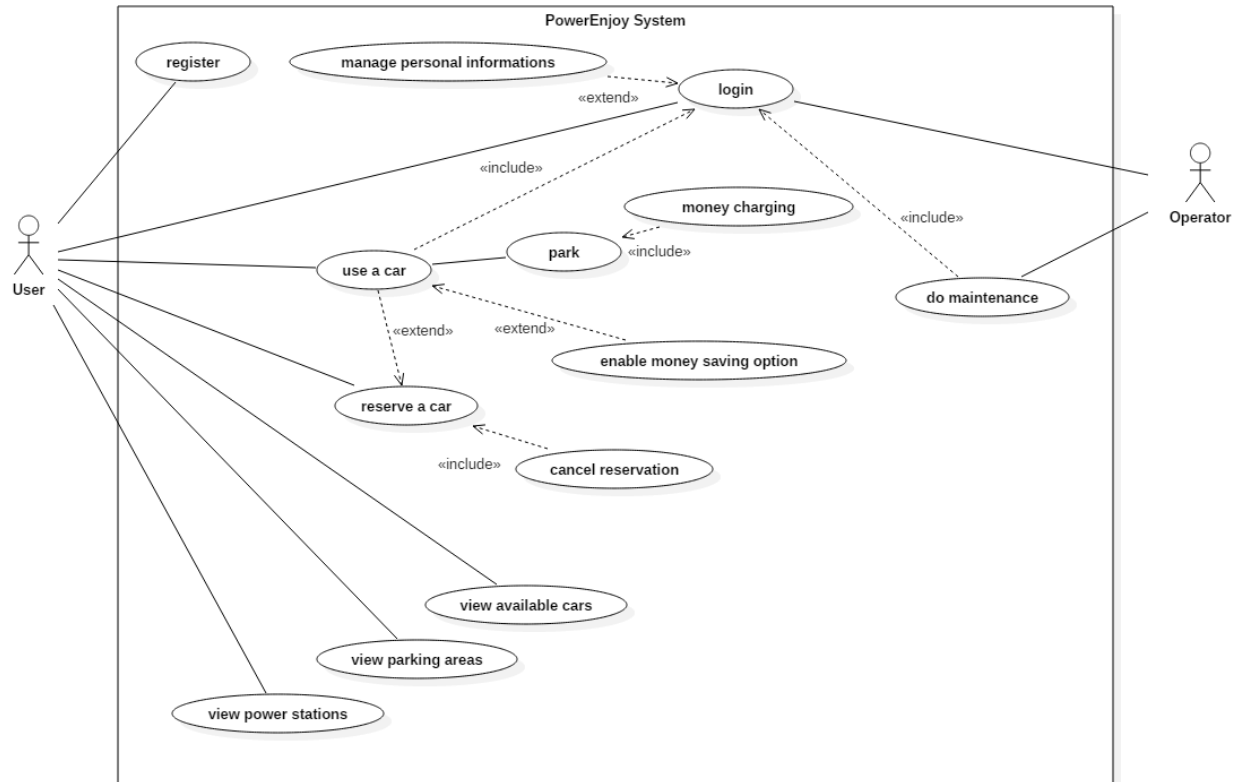 PowerEnjoy System
register
manage personal informations
login
«extend»
«include»
money charging
«include»
Operator
park
«include»
use a car
User
do maintenance
«extend»
«extend»
enable money saving option
reserve a car
«include»
cancel reservation
view available cars
view parking areas
view power stations